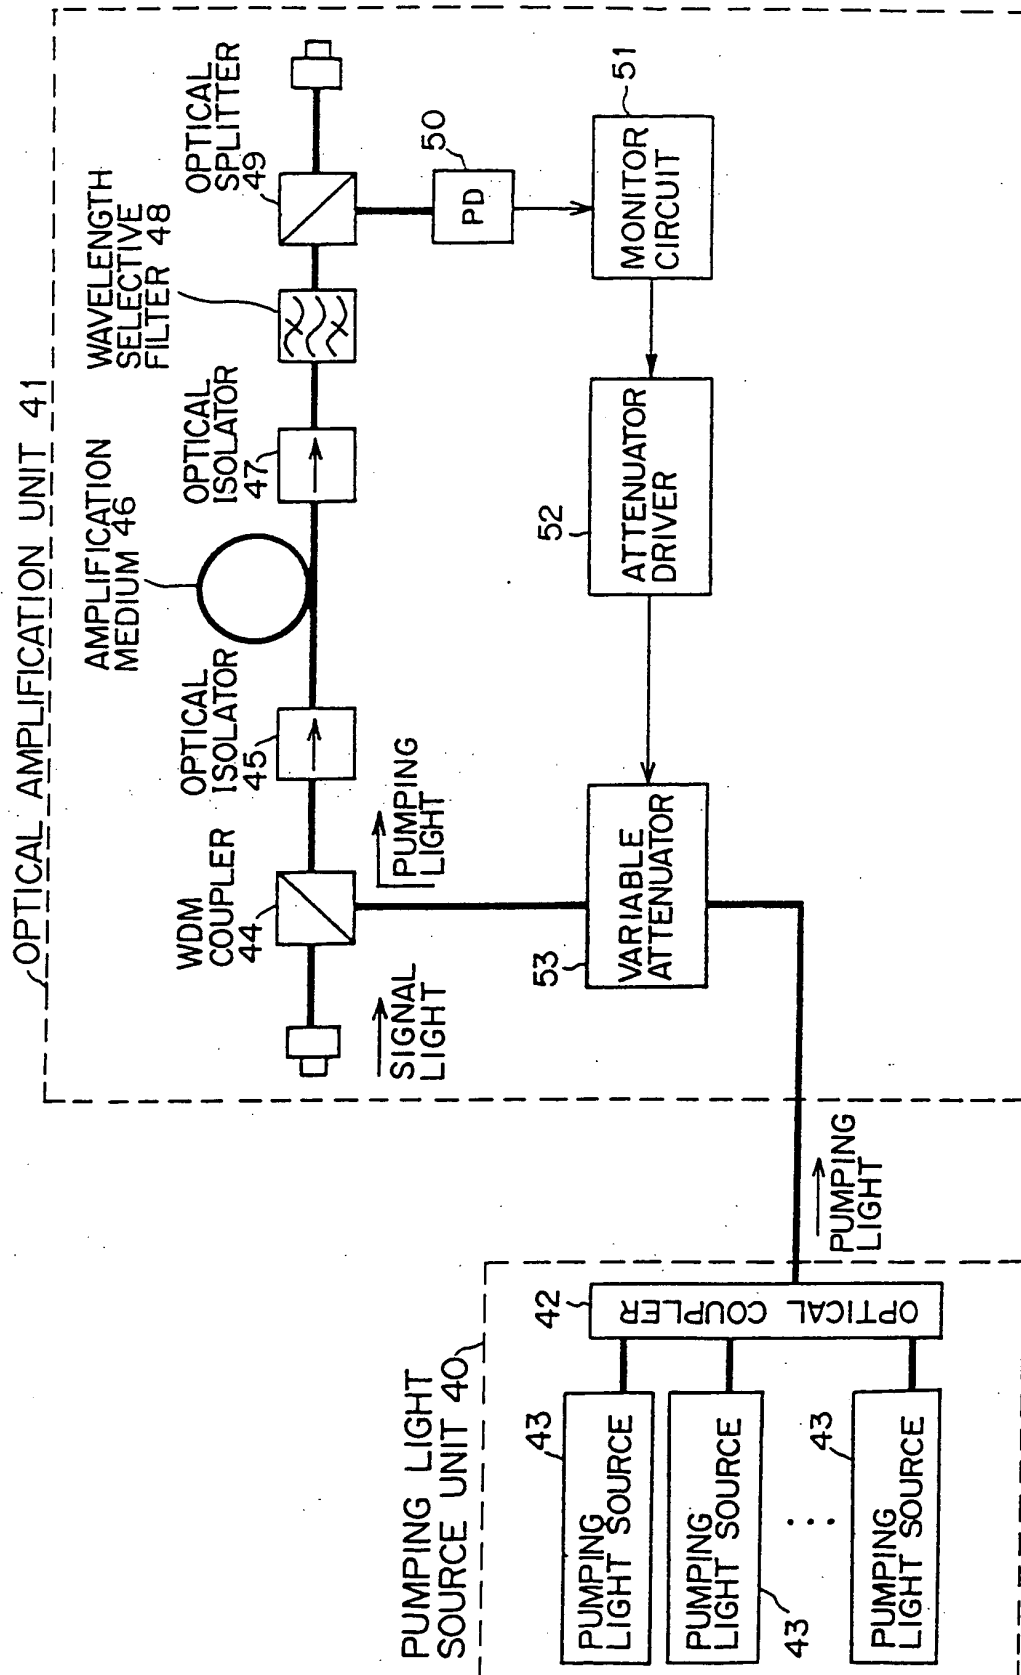 OPTICAL AMPLIFICATION UNIT 41
WDM
COUPLER
44
OPTICAL
ISOLATOR
45
AMPLIFICATION
MEDIUM 46
OPTICAL
ISOLATOR
47
WAVELENGTH
SELECTIVE
FILTER 48
OPTICAL
SPLITTER
49
SIGNAL
LIGHT
PUMPING
LIGHT
PD
50
MONITOR
CIRCUIT
51
ATTENUATOR
DRIVER
52
VARIABLE
ATTENUATOR
53
PUMPING
LIGHT
PUMPING LIGHT
SOURCE UNIT 40
OPTICAL COUPLER
42
PUMPING
LIGHT SOURCE
43
PUMPING
LIGHT SOURCE
43
PUMPING
LIGHT SOURCE
43